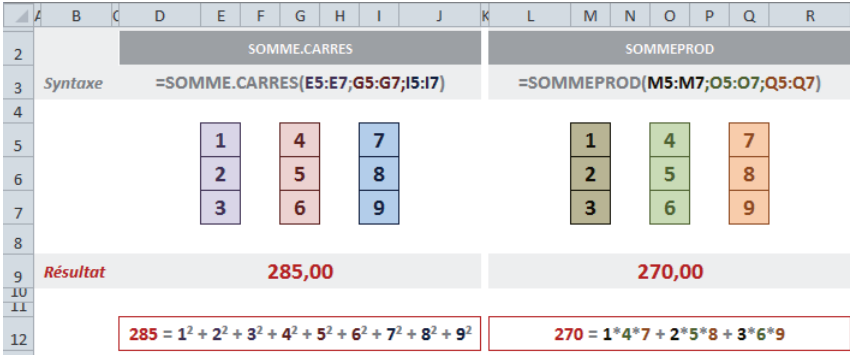 A B C D E F G H I J K L M N O P Q R
2 SOMME.CARRES SOMMEPROD
3 Syntaxe =SOMME.CARRES(E5:E7;G5:G7;I5:I7) =SOMMEPROD(M5:M7;O5:O7;Q5:Q7)
4
5 1 4 7 1 4 7
6 2 5 8 2 5 8
7 3 6 9 3 6 9
8
9 Résultat 285,00 270,00
10
11
12 285 = 1² + 2² + 3² + 4² + 5² + 6² + 7² + 8² + 9² 270 = 1*4*7 + 2*5*8 + 3*6*9